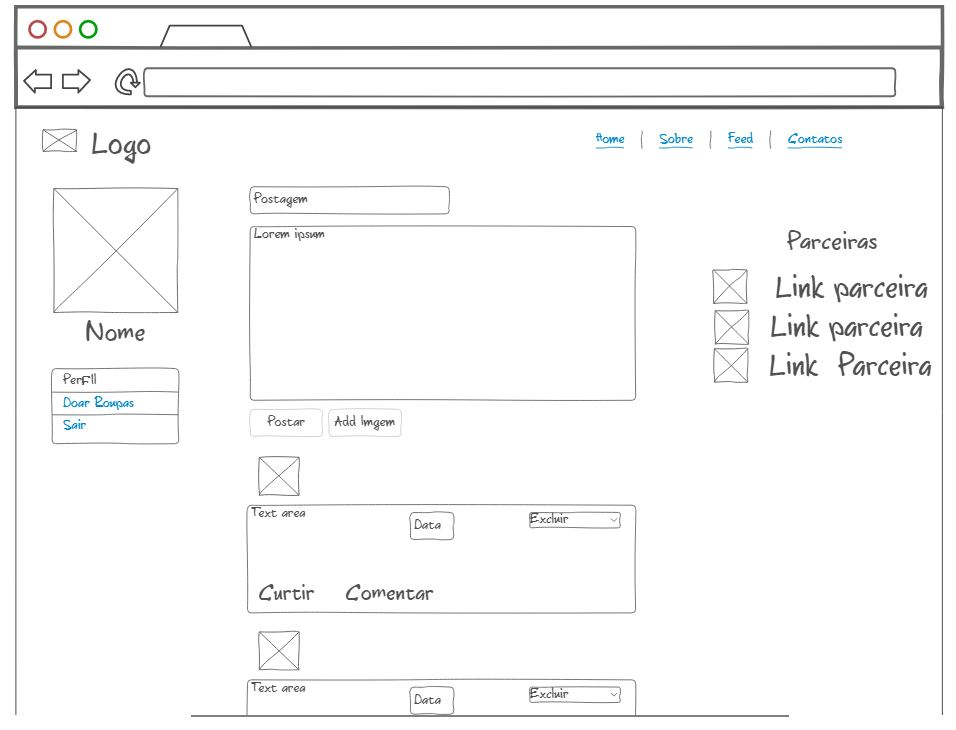 Logo
Home | Sobre | Feed | Contatos
Nome
Perfil
Doar Roupas
Sair
Postagem
Lorem ipsum
Postar
Add Imgem
Text area
Data
Excluir
Curtir
Comentar
Text area
Data
Excluir
Parceiras
Link parceira
Link parceira
Link Parceira